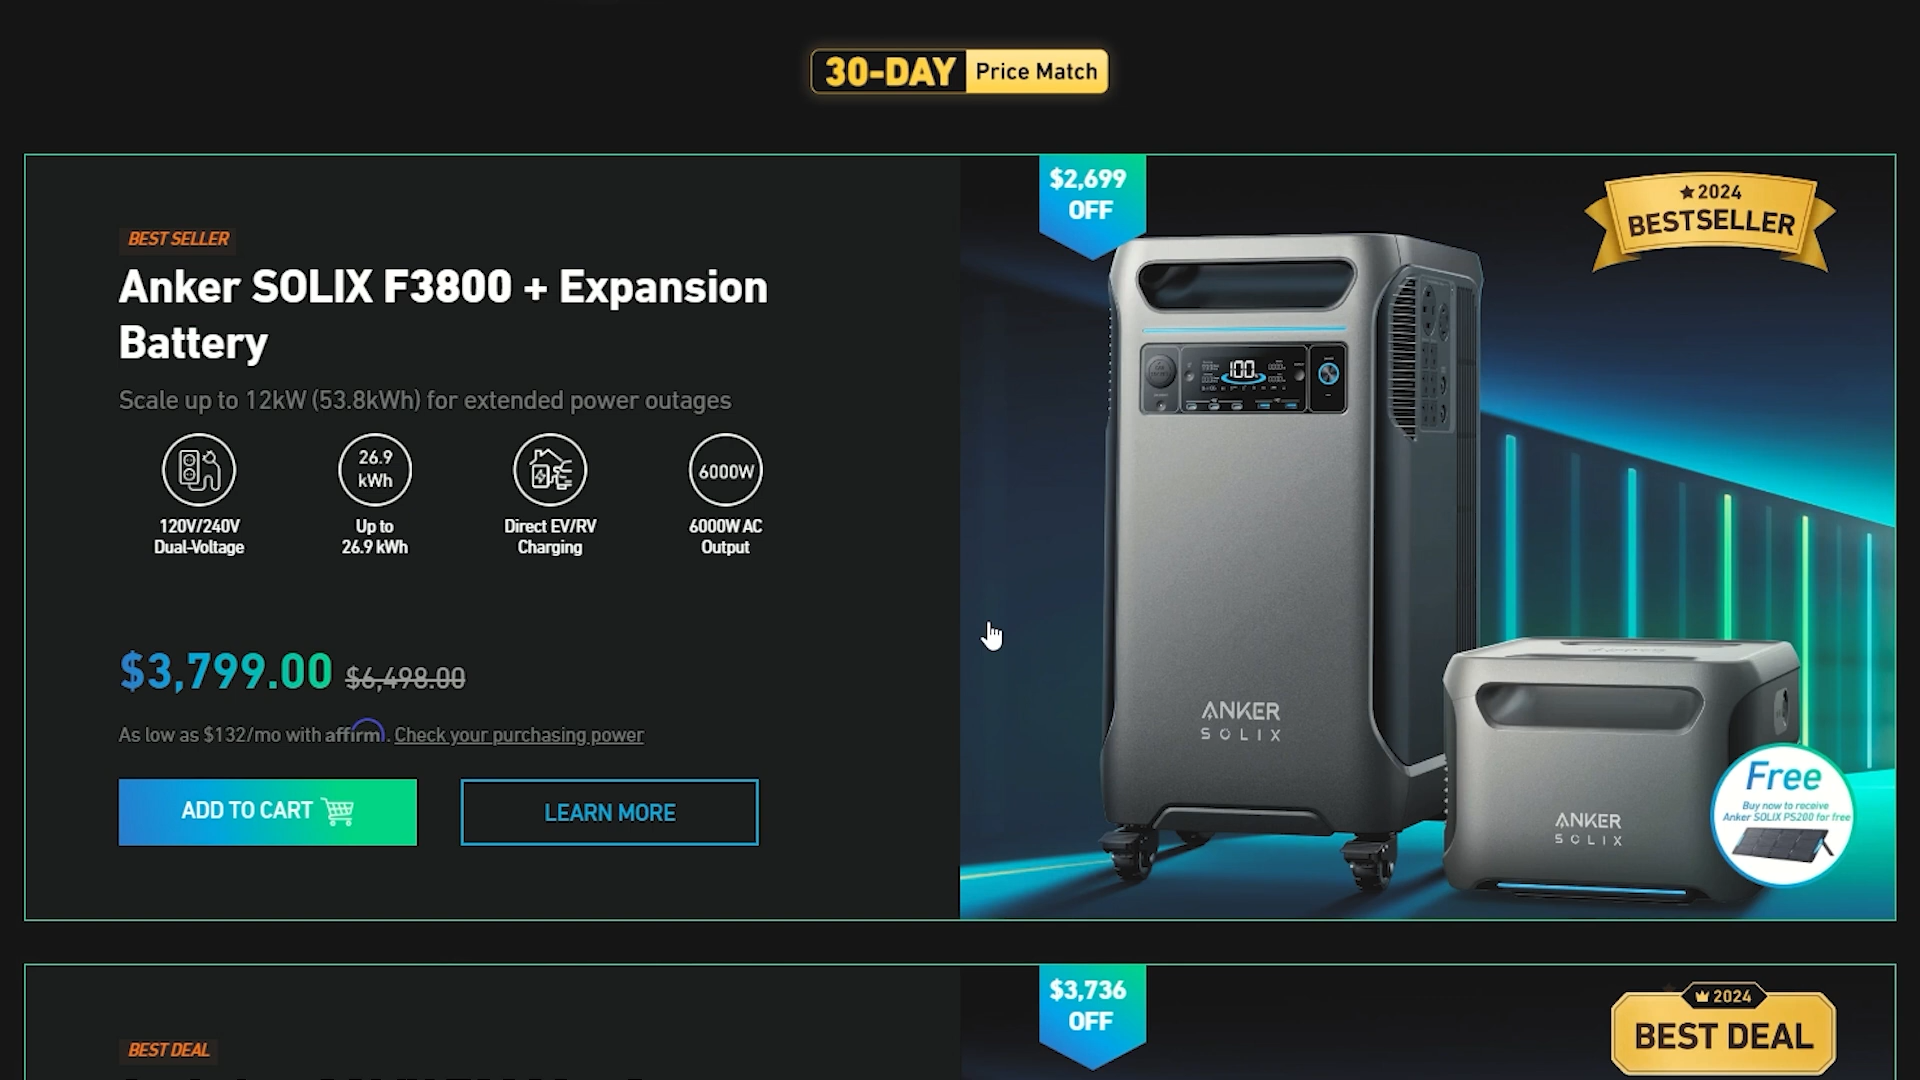 30-DAY Price Match
$2,699
OFF
★2024
BESTSELLER
BEST SELLER
Anker SOLIX F3800 + Expansion
Battery
Scale up to 12kW (53.8kWh) for extended power outages
26.9
kWh
6000W
120V/240V
Dual-Voltage
Up to
26.9 kWh
Direct EV/RV
Charging
6000W AC
Output
$3,799.00 $6,498.00
As low as $132/mo with affirm. Check your purchasing power
ADD TO CART
LEARN MORE
100
ANKER
SOLIX
ANKER
SOLIX
Free
Buy now to receive
Anker SOLIX PS200 for free
$3,736
OFF
2024
BEST DEAL
BEST DEAL